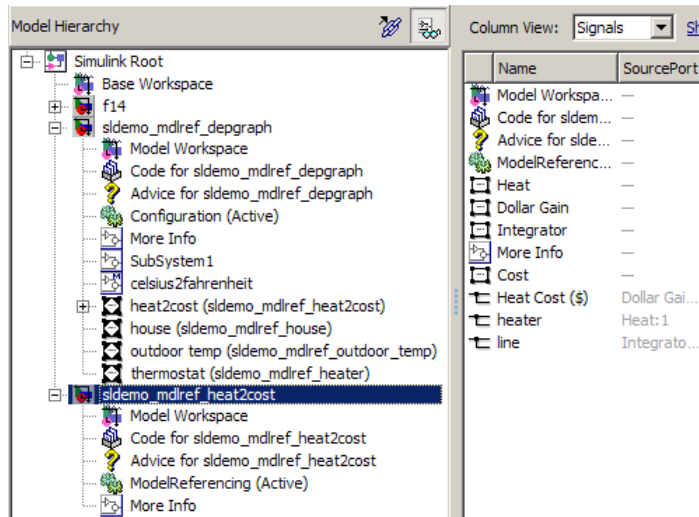 Model Hierarchy
Simulink Root
Base Workspace
f14
sldemo_mdlref_depgraph
Model Workspace
Code for sldemo_mdlref_depgraph
Advice for sldemo_mdlref_depgraph
Configuration (Active)
More Info
SubSystem1
celsius2fahrenheit
heat2cost (sldemo_mdlref_heat2cost)
house (sldemo_mdlref_house)
outdoor temp (sldemo_mdlref_outdoor_temp)
thermostat (sldemo_mdlref_heater)
sldemo_mdlref_heat2cost
Model Workspace
Code for sldemo_mdlref_heat2cost
Advice for sldemo_mdlref_heat2cost
ModelReferencing (Active)
More Info
Column View: Signals Sh
Name SourcePort
Model Workspa... —
Code for sldem... —
Advice for slde... —
ModelReferenc... —
Heat —
Dollar Gain —
Integrator —
More Info —
Cost —
Heat Cost ($) Dollar Gai...
heater Heat:1
line Integrato...